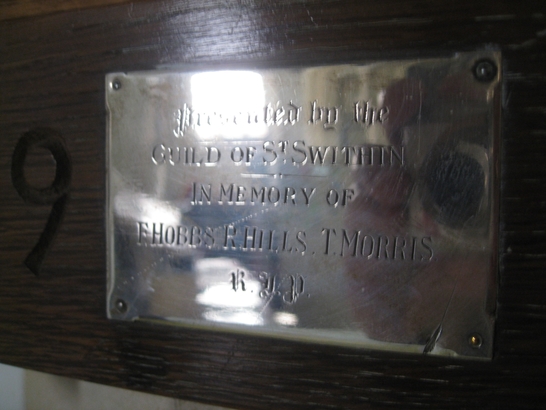 9
Presented by the
GUILD OF ST. SWITHIN
IN MEMORY OF
F. HOBBS P. HILLS. T. MORRIS
R.I.P.